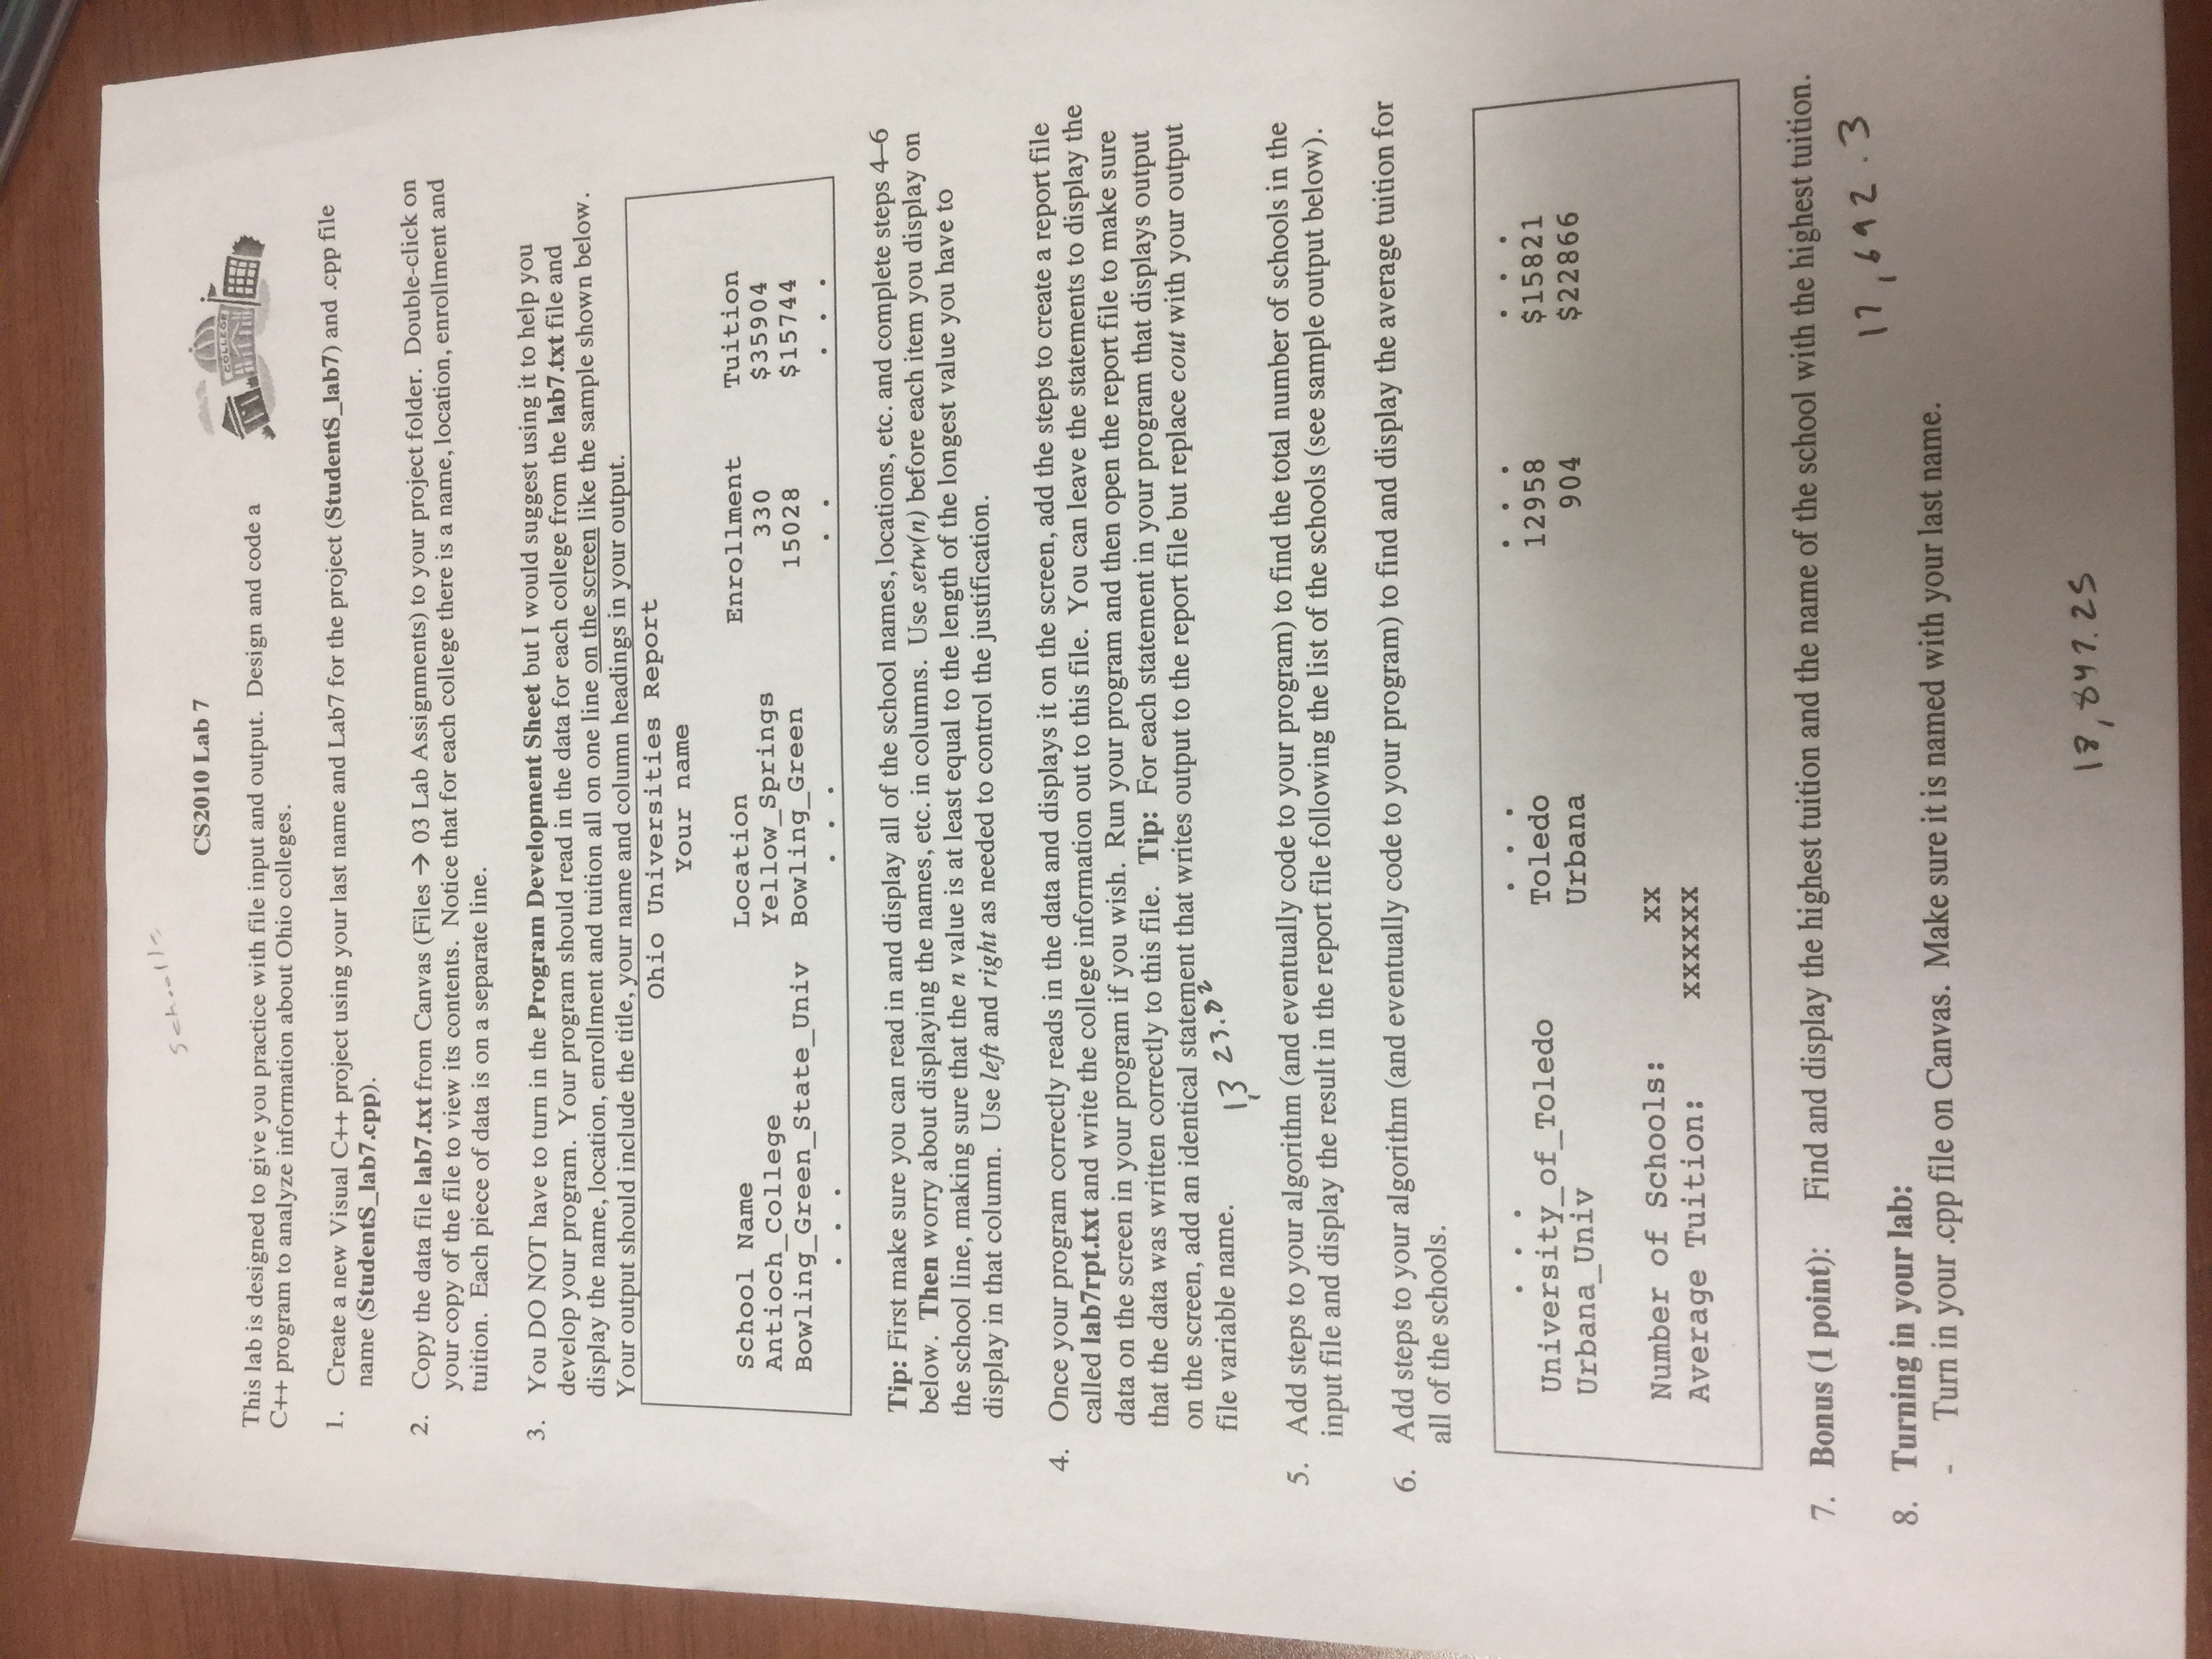 Schools
CS2010 Lab 7
COLLEGE
This lab is designed to give you practice with file input and output. Design and code a
C++ program to analyze information about Ohio colleges.
1. Create a new Visual C++ project using your last name and Lab7 for the project (StudentS_lab7) and .cpp file
name (StudentS_lab7.cpp).
2. Copy the data file lab7.txt from Canvas (Files → 03 Lab Assignments) to your project folder. Double-click on
your copy of the file to view its contents. Notice that for each college there is a name, location, enrollment and
tuition. Each piece of data is on a separate line.
3. You DO NOT have to turn in the Program Development Sheet but I would suggest using it to help you
develop your program. Your program should read in the data for each college from the lab7.txt file and
display the name, location, enrollment and tuition all on one line on the screen like the sample shown below.
Your output should include the title, your name and column headings in your output.
Ohio Universities Report
Your name
School Name Location Enrollment Tuition
Antioch_College Yellow_Springs 330 $35904
Bowling_Green_State_Univ Bowling_Green 15028 $15744
. . . . . . . . . . .
Tip: First make sure you can read in and display all of the school names, locations, etc. and complete steps 4–6
below. Then worry about displaying the names, etc. in columns. Use setw(n) before each item you display on
the school line, making sure that the n value is at least equal to the length of the longest value you have to
display in that column. Use left and right as needed to control the justification.
4. Once your program correctly reads in the data and displays it on the screen, add the steps to create a report file
called lab7rpt.txt and write the college information out to this file. You can leave the statements to display the
data on the screen in your program if you wish. Run your program and then open the report file to make sure
that the data was written correctly to this file. Tip: For each statement in your program that displays output
on the screen, add an identical statement that writes output to the report file but replace cout with your output
file variable name.
1,323.82
5. Add steps to your algorithm (and eventually code to your program) to find the total number of schools in the
input file and display the result in the report file following the list of the schools (see sample output below).
6. Add steps to your algorithm (and eventually code to your program) to find and display the average tuition for
all of the schools.
. . . . . . . . . . . .
University_of_Toledo Toledo 12958 $15821
Urbana_Univ Urbana 904 $22866
Number of Schools: xx
Average Tuition: xxxxxx
7. Bonus (1 point): Find and display the highest tuition and the name of the school with the highest tuition.
17,692.3
8. Turning in your lab:
- Turn in your .cpp file on Canvas. Make sure it is named with your last name.
18,847.25